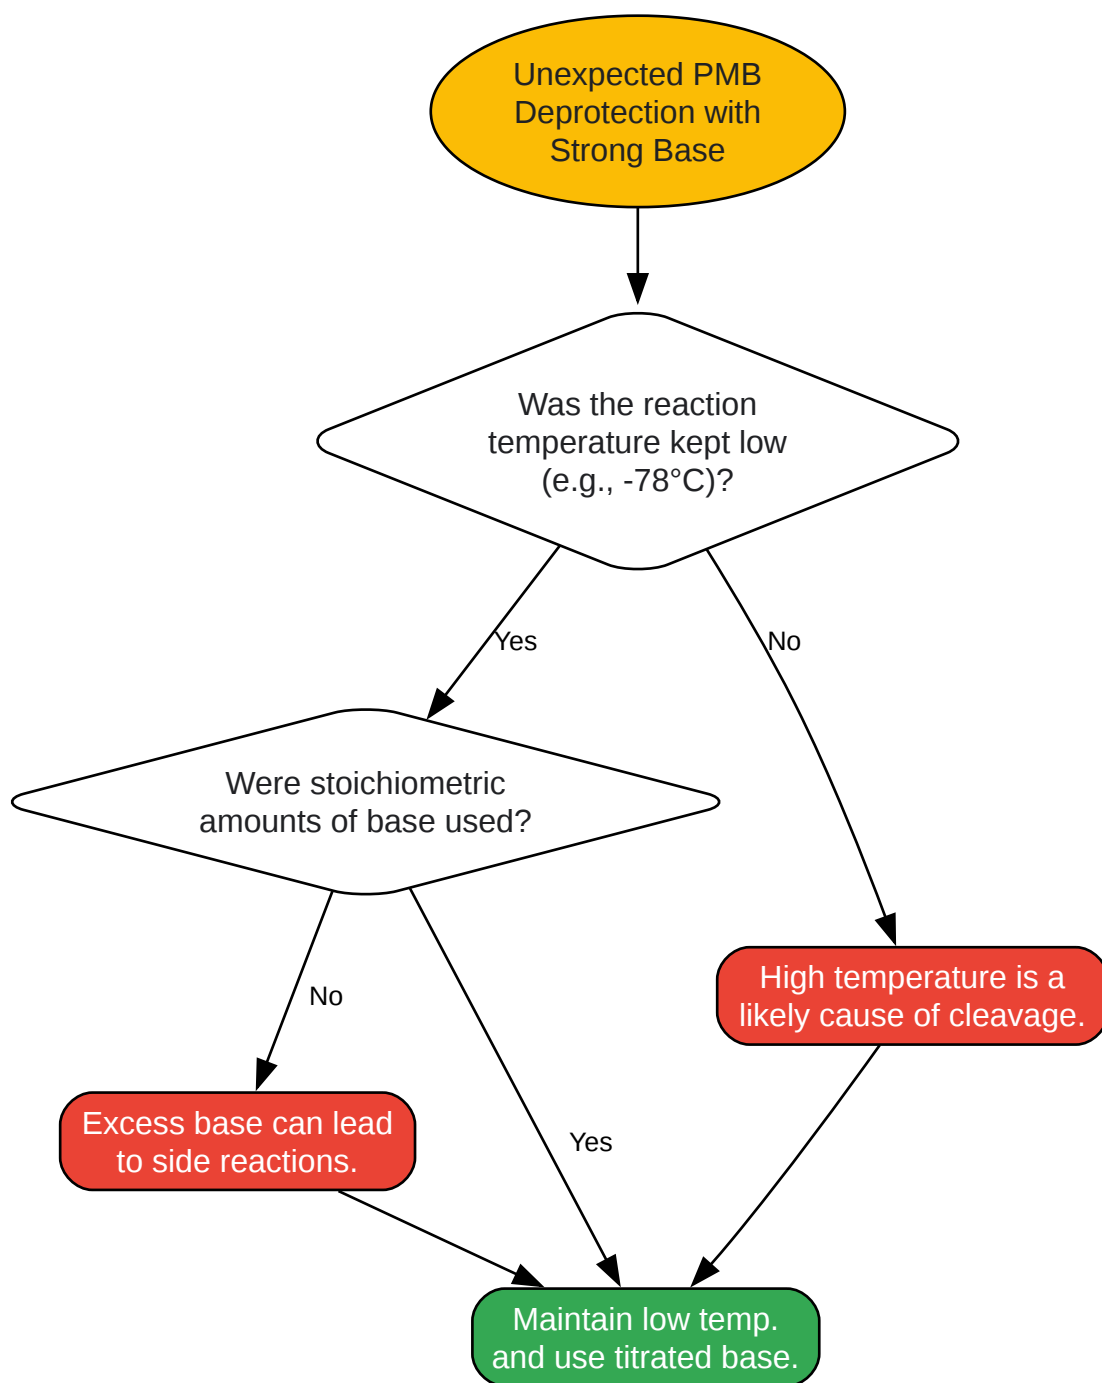 Unexpected PMB
Deprotection with
Strong Base
Was the reaction
temperature kept low
(e.g., -78°C)?
Yes
No
Were stoichiometric
amounts of base used?
No
High temperature is a
likely cause of cleavage.
Excess base can lead
to side reactions.
Yes
Maintain low temp.
and use titrated base.